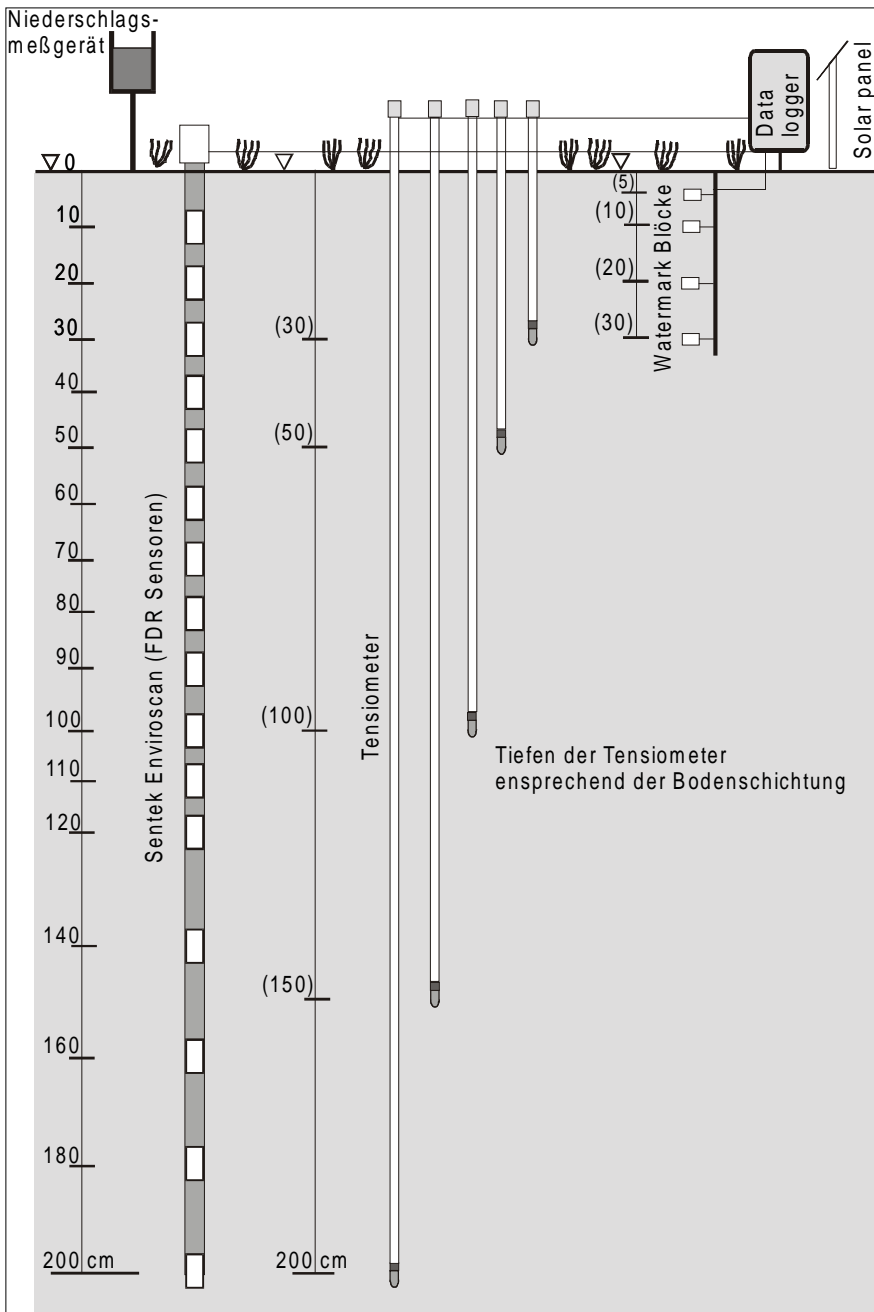 Niederschlags-
meßgerät
Data
logger
Solar panel
0
10
20
30
40
50
60
70
80
90
100
110
120
140
160
180
200 cm
Sentek Enviroscan (FDR Sensoren)
(30)
(50)
(100)
(150)
200 cm
Tensiometer
Tiefen der Tensiometer
ensprechend der Bodenschichtung
(5)
(10)
(20)
(30)
Watermark Blöcke